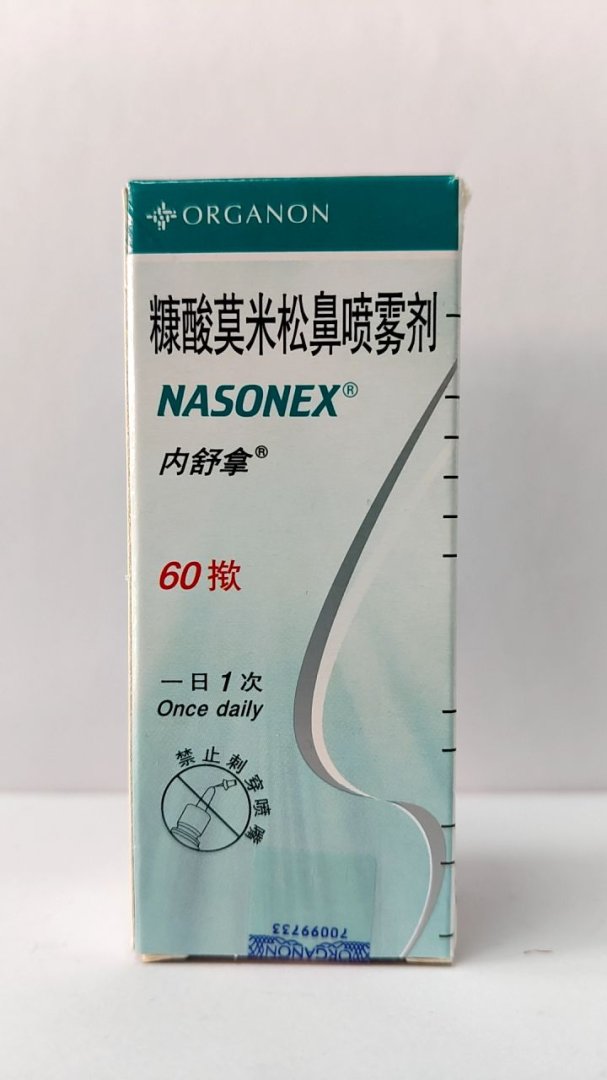 ORGANON
糠酸莫米松鼻喷雾剂
NASONEX®
内舒拿®
60揿
一日1次
Once daily
禁止刺穿喷嘴
70099733
ORGANON